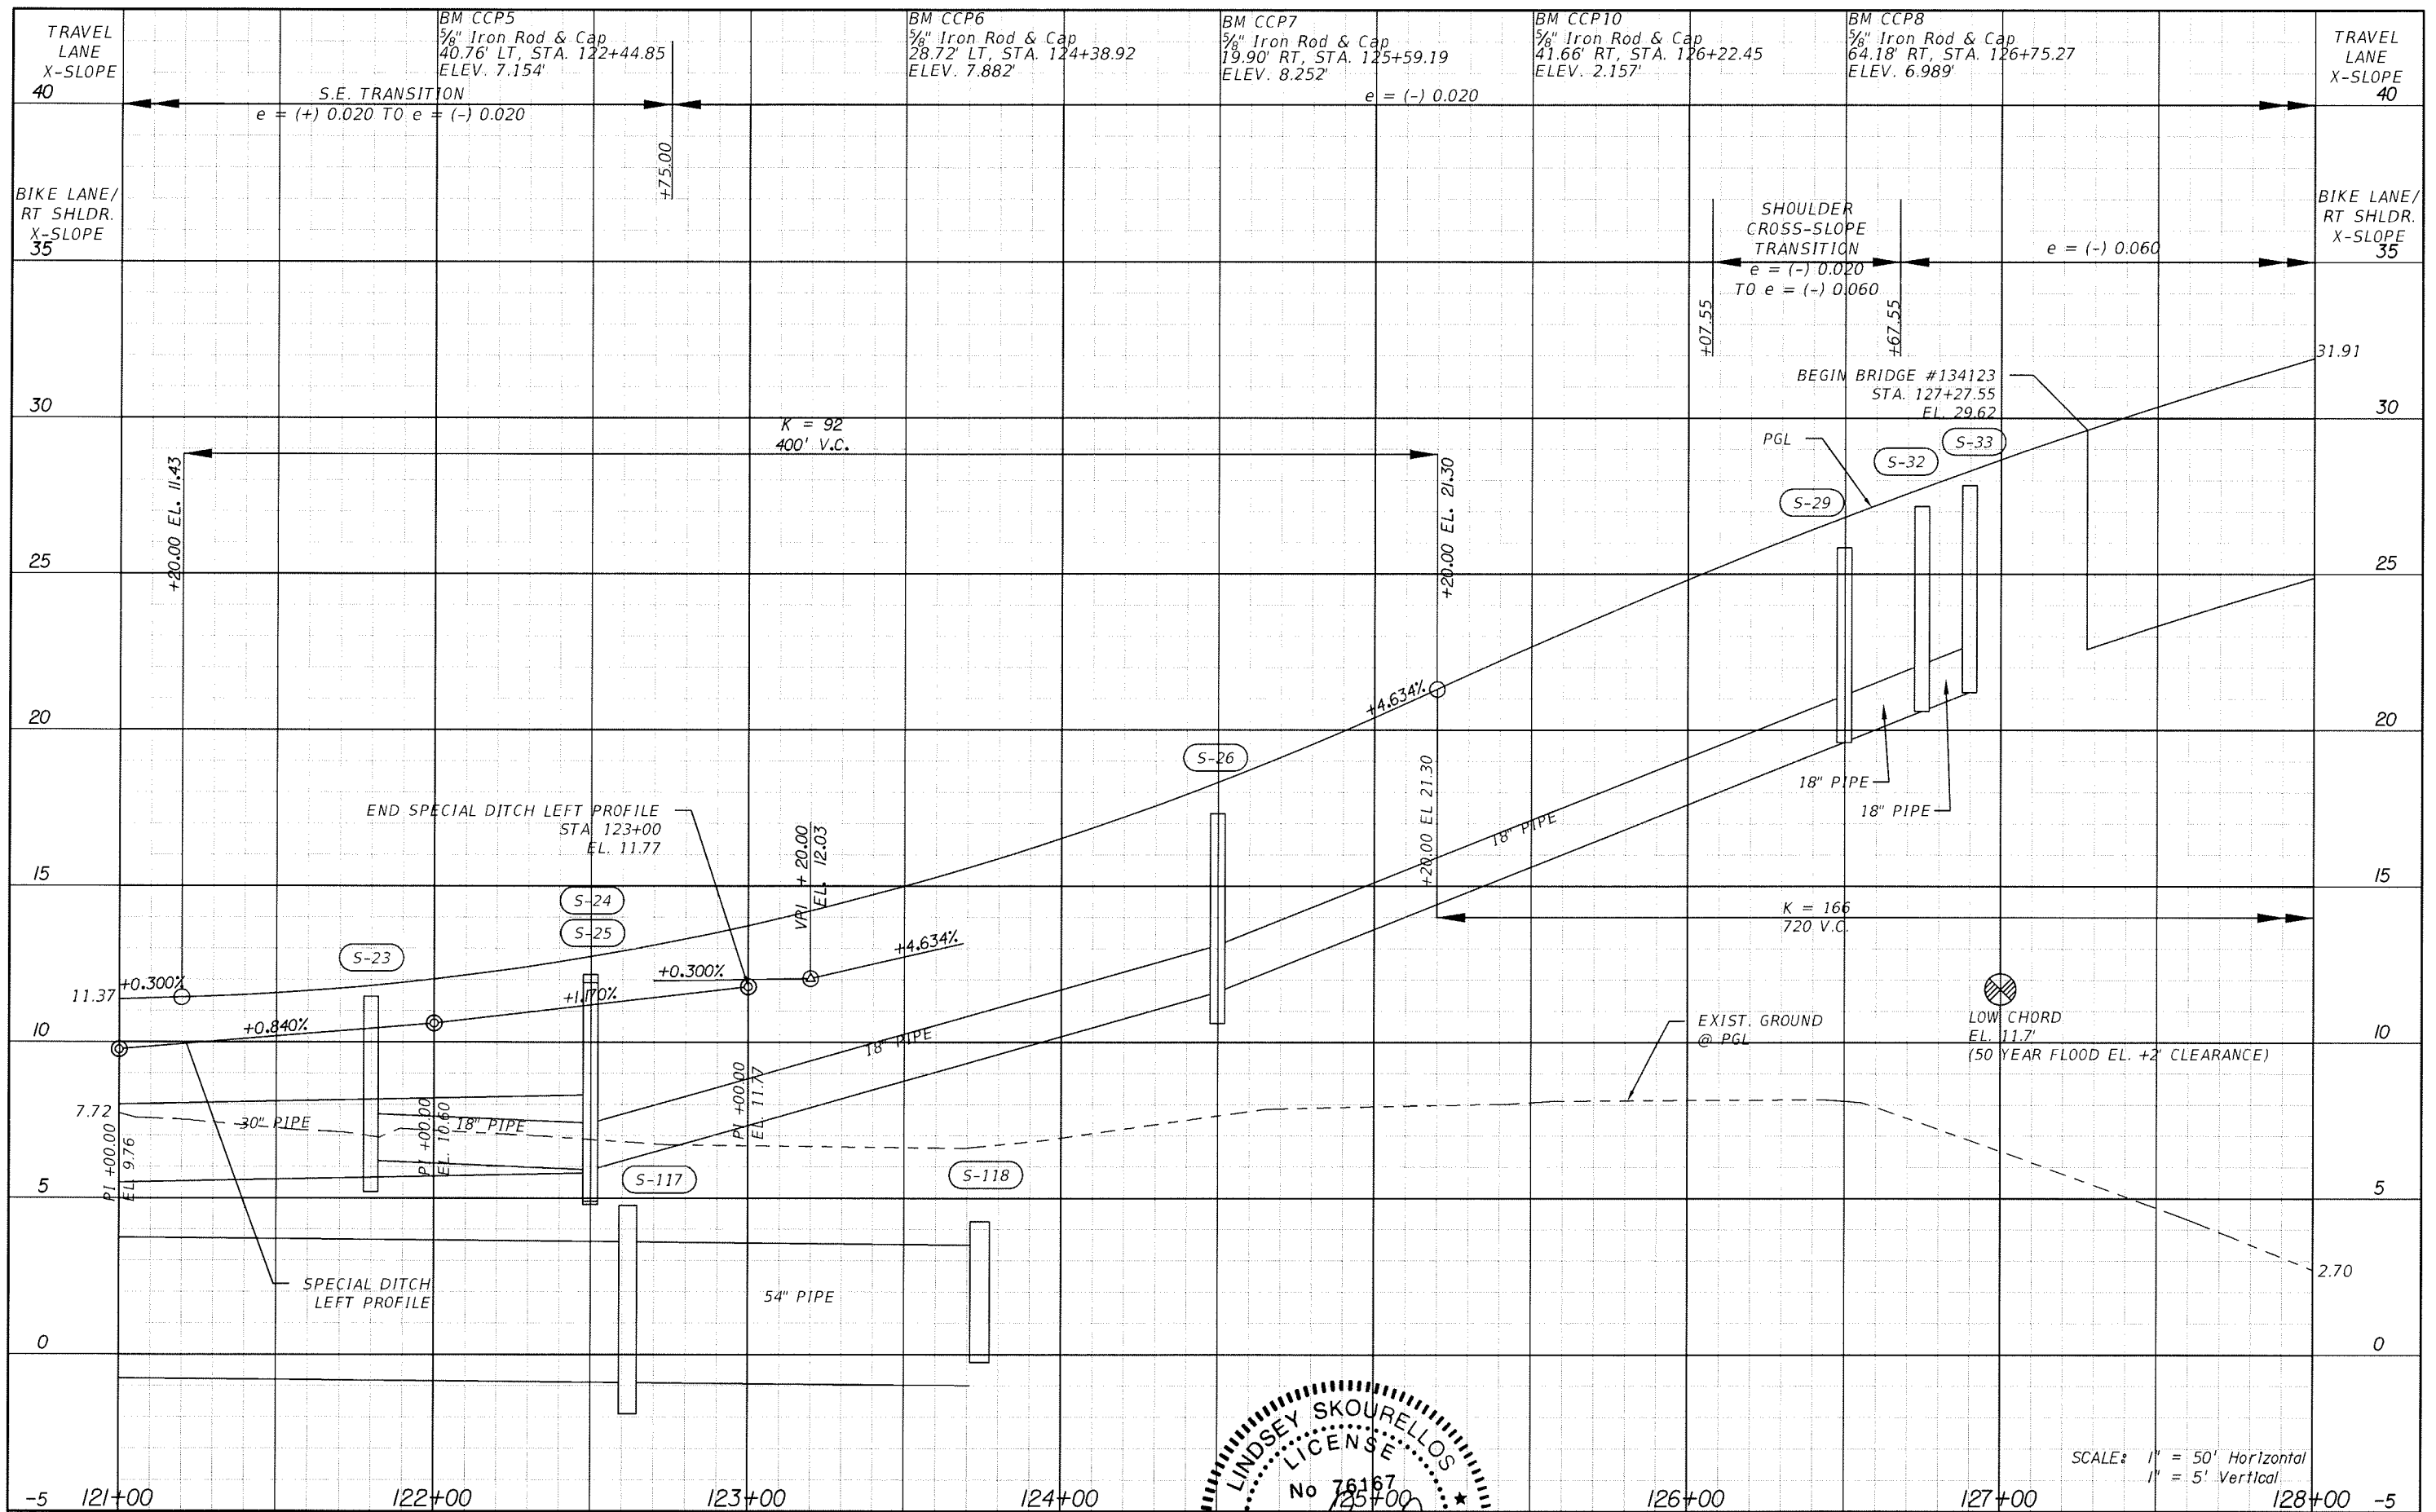 TRAVEL
LANE
X-SLOPE
40
BM CCP5
5/8" Iron Rod & Cap
40.76' LT, STA. 122+44.85
ELEV. 7.154'
BM CCP6
5/8" Iron Rod & Cap
28.72' LT, STA. 124+38.92
ELEV. 7.882'
BM CCP7
5/8" Iron Rod & Cap
19.90' RT, STA. 125+59.19
ELEV. 8.252'
BM CCP10
5/8" Iron Rod & Cap
41.66' RT, STA. 126+22.45
ELEV. 2.157'
BM CCP8
5/8" Iron Rod & Cap
64.18' RT, STA. 126+75.27
ELEV. 6.989'
TRAVEL
LANE
X-SLOPE
40
S.E. TRANSITION
e = (+) 0.020 TO e = (-) 0.020
e = (-) 0.020
+75.00
BIKE LANE/
RT SHLDR.
X-SLOPE
35
SHOULDER
CROSS-SLOPE
TRANSITION
e = (-) 0.020
TO e = (-) 0.060
e = (-) 0.060
BIKE LANE/
RT SHLDR.
X-SLOPE
35
+07.55
+67.55
31.91
BEGIN BRIDGE #134123
STA. 127+27.55
EL. 29.62
30
30
K = 92
400' V.C.
+20.00 EL. 11.43
+20.00 EL. 21.30
PGL
S-33
S-32
S-29
25
25
+4.634%
20
20
S-26
+20.00 EL 21.30
18" PIPE
18" PIPE
END SPECIAL DITCH LEFT PROFILE
STA. 123+00
EL. 11.77
VPI + 20.00
EL. 12.03
18" PIPE
15
15
S-24
S-25
K = 166
720 V.C.
S-23
+4.634%
+0.300%
11.37
+0.300%
+1.170%
+0.840%
10
10
18" PIPE
EXIST. GROUND
@ PGL
LOW CHORD
EL. 11.7'
(50 YEAR FLOOD EL. +2' CLEARANCE)
7.72
30" PIPE
18" PIPE
PI +00.00
EL. 9.76
PI +00.00
EL. 10.60
PI +00.00
EL. 11.77
5
S-117
S-118
5
SPECIAL DITCH
LEFT PROFILE
54" PIPE
2.70
0
0
LINDSEY SKOURELLOS
LICENSE
No 76167
SCALE: 1" = 50' Horizontal
1" = 5' Vertical
-5
121+00
122+00
123+00
124+00
125+00
126+00
127+00
128+00
-5